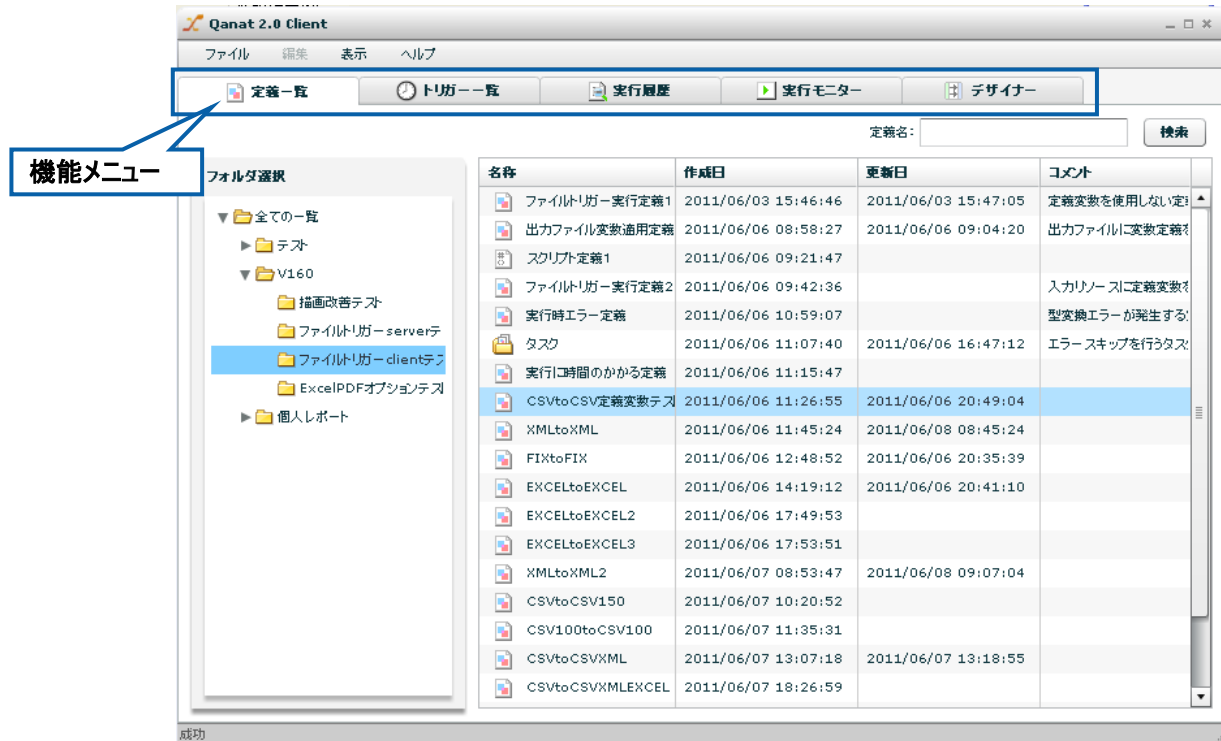 Qanat 2.0 Client
ファイル 編集 表示 ヘルプ
定義一覧 トリガー一覧 実行履歴 実行モニター デザイナー
定義名: 検索
機能メニュー
フォルダ選択
名称 作成日 更新日 コメント
全ての一覧
テスト
V160
描画改善テスト
ファイルトリガーserverテ
ファイルトリガーclientテス
ExcelPDFオプションテス
個人レポート
ファイルトリガー実行定義1 2011/06/03 15:46:46 2011/06/03 15:47:05 定義変数を使用しない定
出力ファイル変数適用定義 2011/06/06 08:58:27 2011/06/06 09:04:20 出力ファイルに変数定義を
スクリプト定義1 2011/06/06 09:21:47
ファイルトリガー実行定義2 2011/06/06 09:42:36 入力リソースに定義変数を
実行時エラー定義 2011/06/06 10:59:07 型変換エラーが発生する
タスク 2011/06/06 11:07:40 2011/06/06 16:47:12 エラースキップを行うタス
実行に時間のかかる定義 2011/06/06 11:15:47
CSVtoCSV定義変数テス 2011/06/06 11:26:55 2011/06/06 20:49:04
XMLtoXML 2011/06/06 11:45:24 2011/06/08 08:45:24
FIXtoFIX 2011/06/06 12:48:52 2011/06/06 20:35:39
EXCELtoEXCEL 2011/06/06 14:19:12 2011/06/06 20:41:10
EXCELtoEXCEL2 2011/06/06 17:49:53
EXCELtoEXCEL3 2011/06/06 17:53:51
XMLtoXML2 2011/06/07 08:53:47 2011/06/08 09:07:04
CSVtoCSV150 2011/06/07 10:20:52
CSV100toCSV100 2011/06/07 11:35:31
CSVtoCSVXML 2011/06/07 13:07:18 2011/06/07 13:18:55
CSVtoCSVXMLEXCEL 2011/06/07 18:26:59
成功